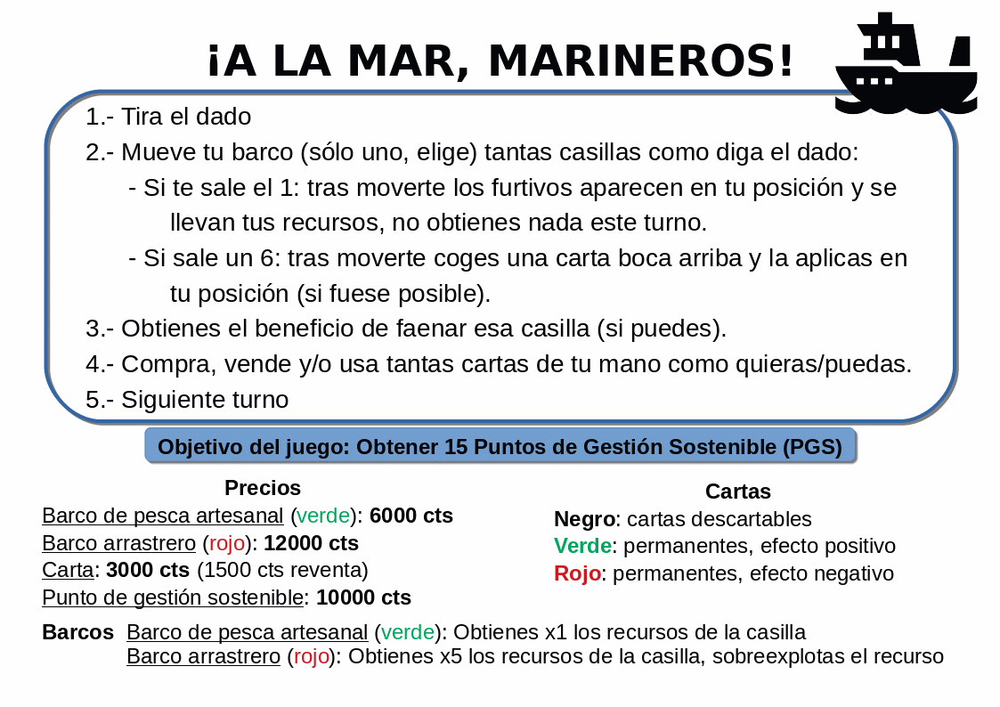 ¡A LA MAR, MARINEROS!
1.- Tira el dado
2.- Mueve tu barco (sólo uno, elige) tantas casillas como diga el dado:
- Si te sale el 1: tras moverte los furtivos aparecen en tu posición y se
llevan tus recursos, no obtienes nada este turno.
- Si sale un 6: tras moverte coges una carta boca arriba y la aplicas en
tu posición (si fuese posible).
3.- Obtienes el beneficio de faenar esa casilla (si puedes).
4.- Compra, vende y/o usa tantas cartas de tu mano como quieras/puedas.
5.- Siguiente turno
Objetivo del juego: Obtener 15 Puntos de Gestión Sostenible (PGS)
Precios
Barco de pesca artesanal (verde): 6000 cts
Barco arrastrero (rojo): 12000 cts
Carta: 3000 cts (1500 cts reventa)
Punto de gestión sostenible: 10000 cts
Cartas
Negro: cartas descartables
Verde: permanentes, efecto positivo
Rojo: permanentes, efecto negativo
Barcos Barco de pesca artesanal (verde): Obtienes x1 los recursos de la casilla
Barco arrastrero (rojo): Obtienes x5 los recursos de la casilla, sobreexplotas el recurso